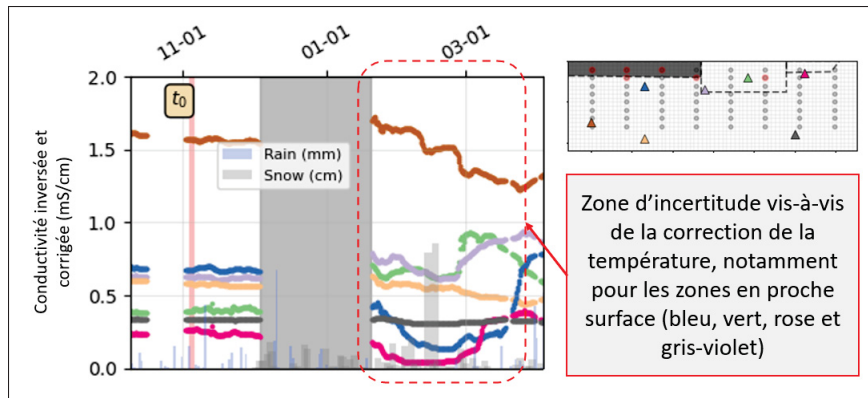 11-01
01-01
03-01
2.0
1.5
1.0
0.5
0.0
Conductivité inversée et
corrigée (mS/cm)
t0
Rain (mm)
Snow (cm)
Zone d'incertitude vis-à-vis
de la correction de la
température, notamment
pour les zones en proche
surface (bleu, vert, rose et
gris-violet)